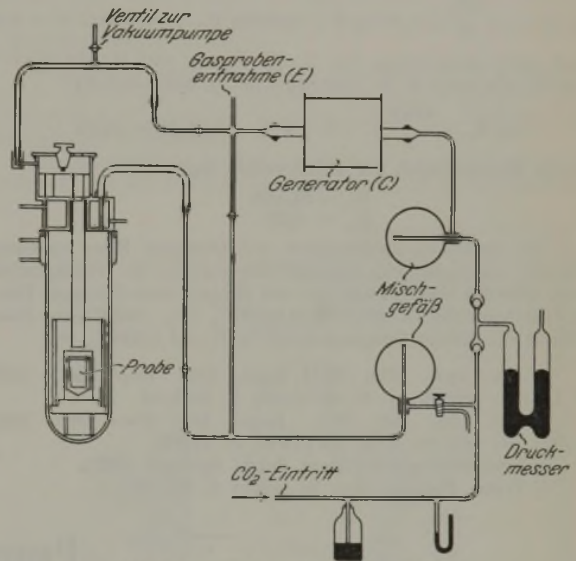 Ventil zur
Vakuumpumpe
Gasproben-
entnahme (E)
Generator (C)
Misch-
gefäß
Probe
Druck-
messer
CO₂-Eintritt